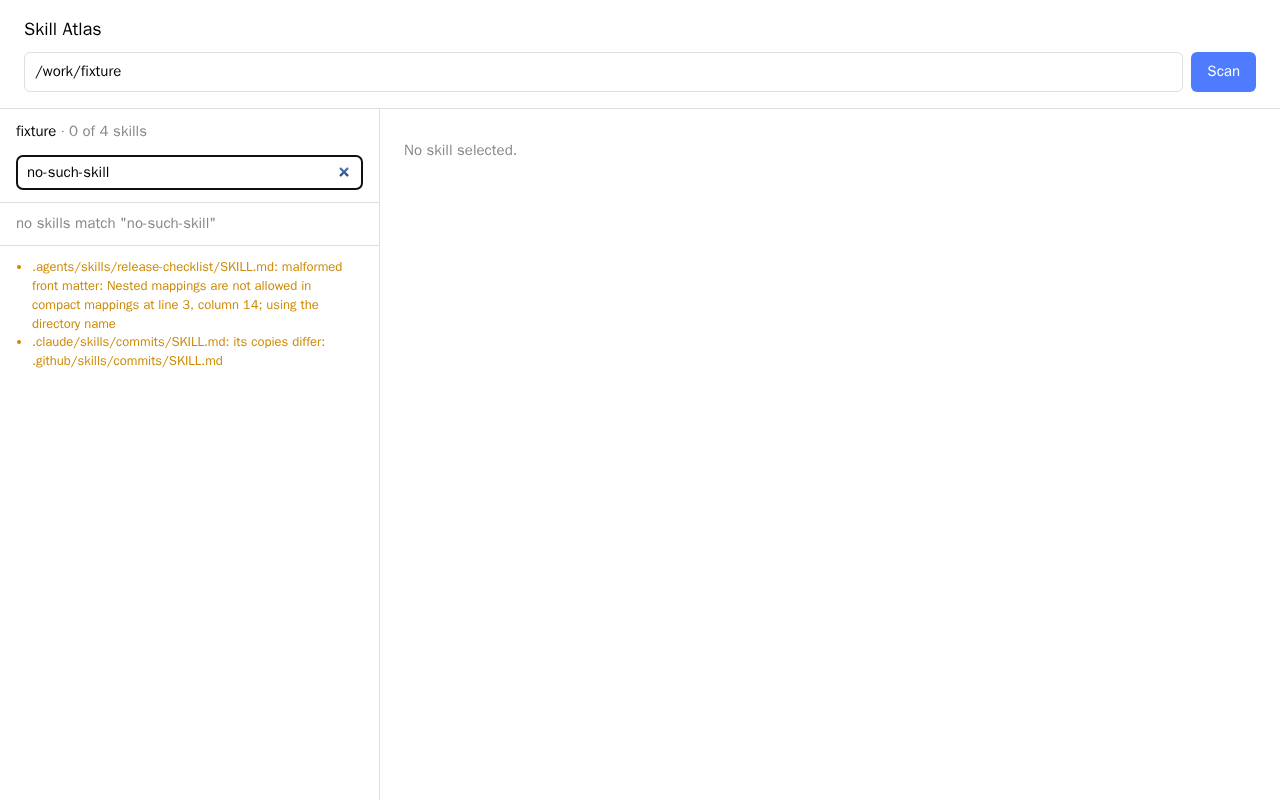 Skill Atlas
/work/fixture
Scan
fixture · 0 of 4 skills
no-such-skill
no skills match "no-such-skill"
• .agents/skills/release-checklist/SKILL.md: malformed
front matter: Nested mappings are not allowed in
compact mappings at line 3, column 14; using the
directory name
• .claude/skills/commits/SKILL.md: its copies differ:
.github/skills/commits/SKILL.md
No skill selected.